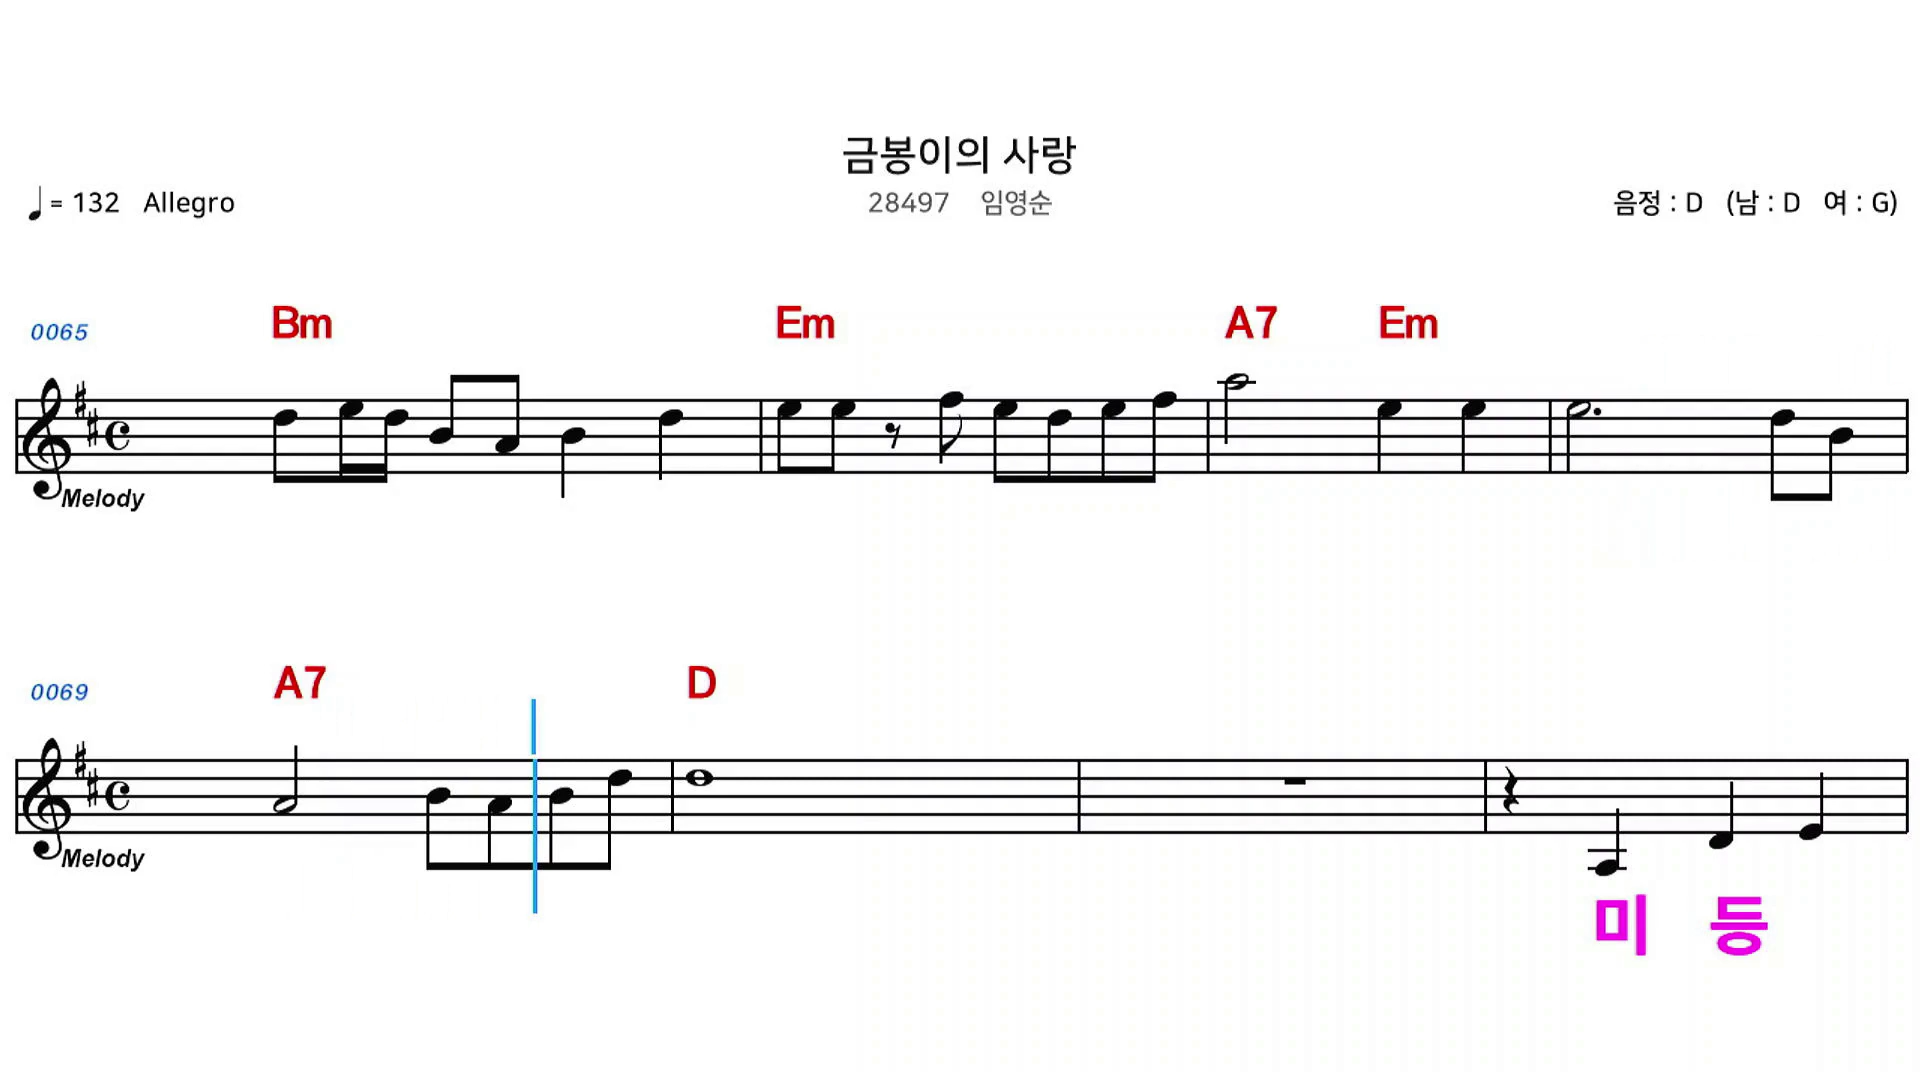 금봉이의 사랑
= 132 Allegro
28497 임영순
음정 : D (남 : D 여 : G)
0065 Bm Em A7 Em
Melody
0069 A7 D
Melody
미 등